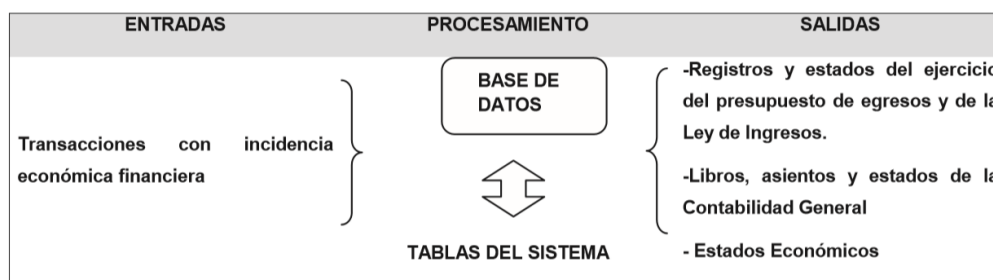 ENTRADAS
PROCESAMIENTO
SALIDAS
Transacciones con incidencia
económica financiera
BASE DE
DATOS
TABLAS DEL SISTEMA
-Registros y estados del ejercicio
del presupuesto de egresos y de la
Ley de Ingresos.
-Libros, asientos y estados de la
Contabilidad General
- Estados Económicos